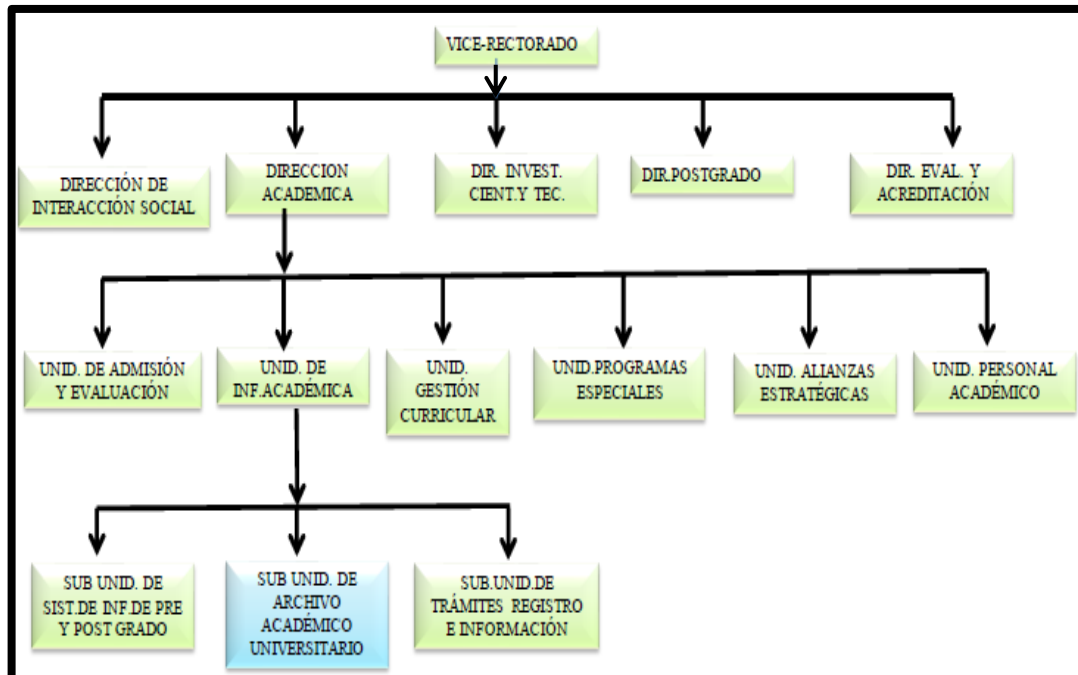 VICE-RECTORADO
DIRECCIÓN DE
INTERACCIÓN SOCIAL
DIRECCION
ACADEMICA
DIR. INVEST.
CIENT.Y TEC.
DIR.POSTGRADO
DIR. EVAL. Y
ACREDITACIÓN
UNID. DE ADMISIÓN
Y EVALUACIÓN
UNID. DE
INF.ACADÉMICA
UNID.
GESTIÓN
CURRICULAR
UNID.PROGRAMAS
ESPECIALES
UNID. ALIANZAS
ESTRATÉGICAS
UNID. PERSONAL
ACADÉMICO
SUB UNID. DE
SIST.DE INF.DE PRE
Y POST GRADO
SUB UNID. DE
ARCHIVO
ACADÉMICO
UNIVERSITARIO
SUB.UNID.DE
TRÁMITES REGISTRO
E INFORMACIÓN